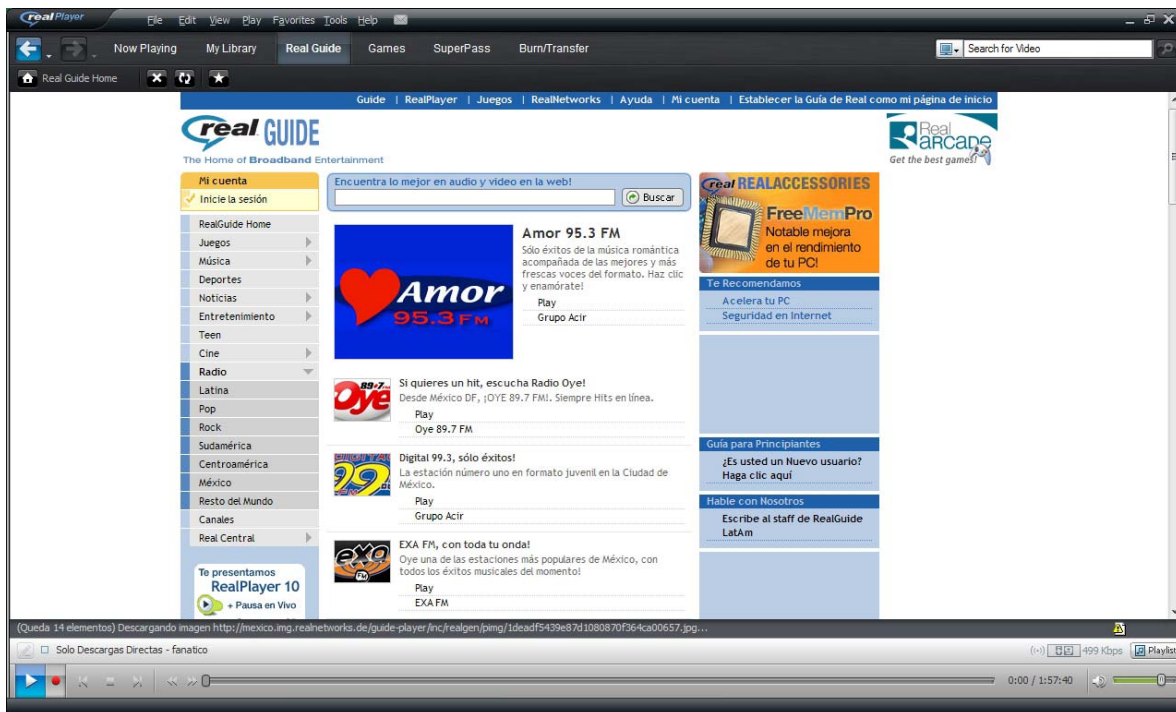 real Player
File Edit View Play Favorites Tools Help
Now Playing My Library Real Guide Games SuperPass Burn/Transfer
Search for Video
Real Guide Home
Guide | RealPlayer | Juegos | RealNetworks | Ayuda | Mi cuenta | Establecer la Guía de Real como mi página de inicio
real GUIDE
The Home of Broadband Entertainment
Real arcade
Get the best games!
Mi cuenta
Inicie la sesión
RealGuide Home
Juegos
Música
Deportes
Noticias
Entretenimiento
Teen
Cine
Radio
Latina
Pop
Rock
Sudamérica
Centroamérica
México
Resto del Mundo
Canales
Real Central
Te presentamos
RealPlayer 10
+ Pausa en Vivo
Encuentra lo mejor en audio y video en la web!
Buscar
Amor
95.3 FM
Amor 95.3 FM
Sólo éxitos de la música romántica
acompañada de las mejores y más
frescas voces del formato. Haz clic
y enamórate!
Play
Grupo Acir
89.7
Oye
Si quieres un hit, escucha Radio Oye!
Desde México DF, ¡OYE 89.7 FM!. Siempre Hits en línea.
Play
Oye 89.7 FM
DIGITAL
99.
Digital 99.3, sólo éxitos!
La estación número uno en formato juvenil en la Ciudad de
México.
Play
Grupo Acir
exa
FM
EXA FM, con toda tu onda!
Oye una de las estaciones más populares de México, con
todos los éxitos musicales del momento!
Play
EXA FM
real REALACCESSORIES
FreeMemPro
Notable mejora
en el rendimiento
de tu PC!
Te Recomendamos
Acelera tu PC
Seguridad en Internet
Guía para Principiantes
¿Es usted un Nuevo usuario?
Haga clic aquí
Hable con Nosotros
Escribe al staff de RealGuide
LatAm
(Queda 14 elementos) Descargando imagen http://mexico.img.realnetworks.de/guide-player/inc/realgen/pimg/1deadf5439e87d1080870f364ca00657.jpg...
Solo Descargas Directas - fanatico
499 Kbps
Playlist
0:00 / 1:57:40